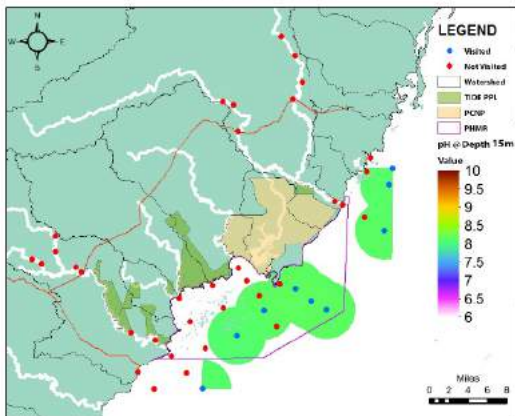 N
W E
S
LEGEND
Visited
Not Visited
Watershed
TIDE PPL
PCNP
PHMR
pH @ Depth 15m
Value
10
9.5
9
8.5
8
7.5
7
6.5
6
Miles
0 2 4 8